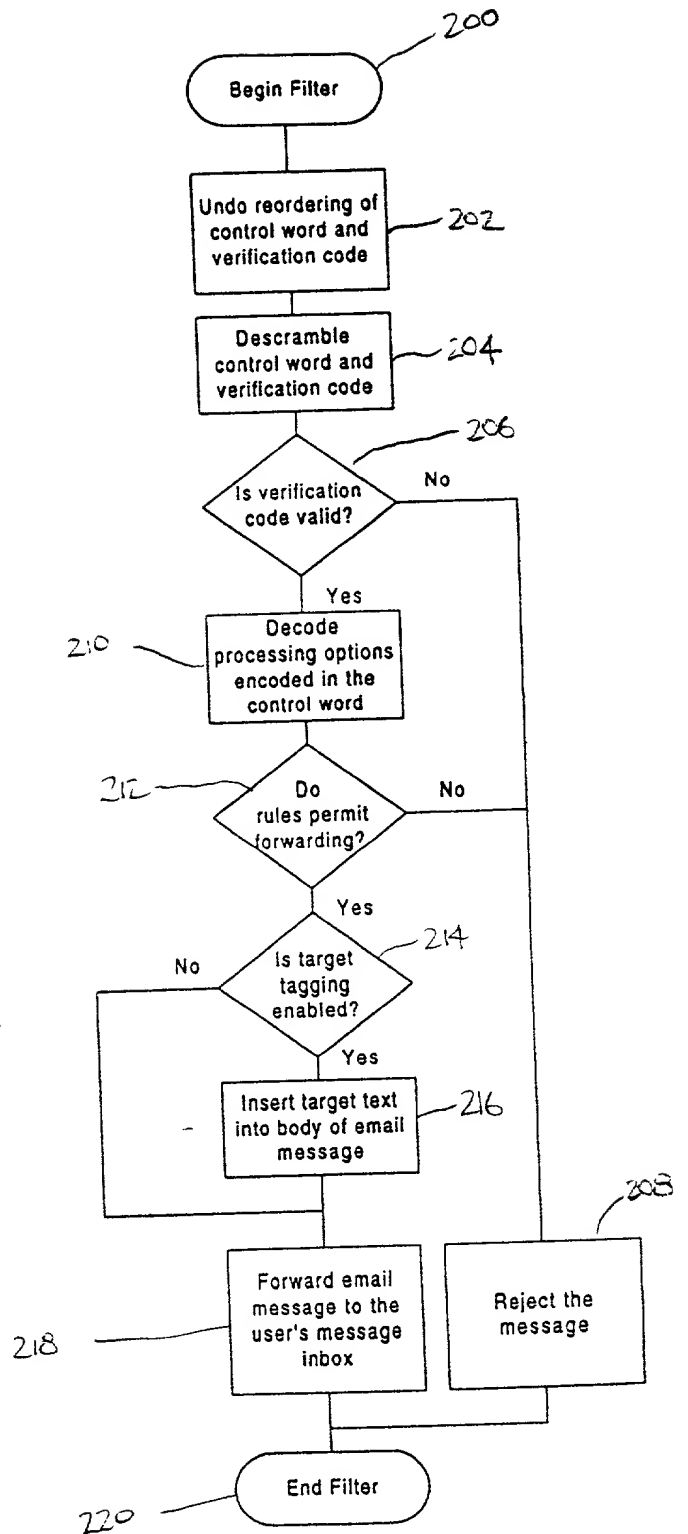 200
Begin Filter
Undo reordering of
control word and
verification code
202
Descramble
control word and
verification code
204
206
Is verification
code valid?
No
Yes
210
Decode
processing options
encoded in the
control word
212
Do
rules permit
forwarding?
No
Yes
214
No
Is target
tagging
enabled?
Yes
Insert target text
into body of email
message
216
208
Forward email
message to the
user's message
inbox
Reject the
message
218
End Filter
220